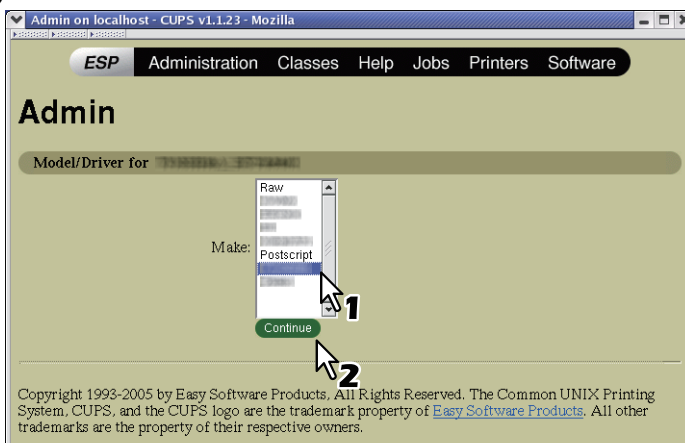 Admin on localhost - CUPS v1.1.23 - Mozilla
ESP Administration Classes Help Jobs Printers Software
Admin
Model/Driver for
Raw
Make:
Postscript
1
Continue
2
Copyright 1993-2005 by Easy Software Products, All Rights Reserved. The Common UNIX Printing
System, CUPS, and the CUPS logo are the trademark property of Easy Software Products. All other
trademarks are the property of their respective owners.